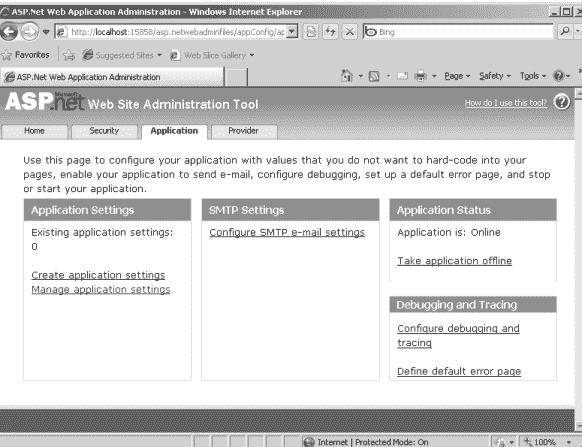 ASP.Net Web Application Administration - Windows Internet Explorer
http://localhost:15858/asp.netwebadminfiles/appConfig/ap
Bing
Favorites Suggested Sites Web Slice Gallery
ASP.Net Web Application Administration
Page Safety Tools
ASP.net Web Site Administration Tool
How do I use this tool?
Home Security Application Provider
Use this page to configure your application with values that you do not want to hard-code into your
pages, enable your application to send e-mail, configure debugging, set up a default error page, and stop
or start your application.
Application Settings
Existing application settings:
0
Create application settings
Manage application settings
SMTP Settings
Configure SMTP e-mail settings
Application Status
Application is: Online
Take application offline
Debugging and Tracing
Configure debugging and
tracing
Define default error page
Internet | Protected Mode: On
100%